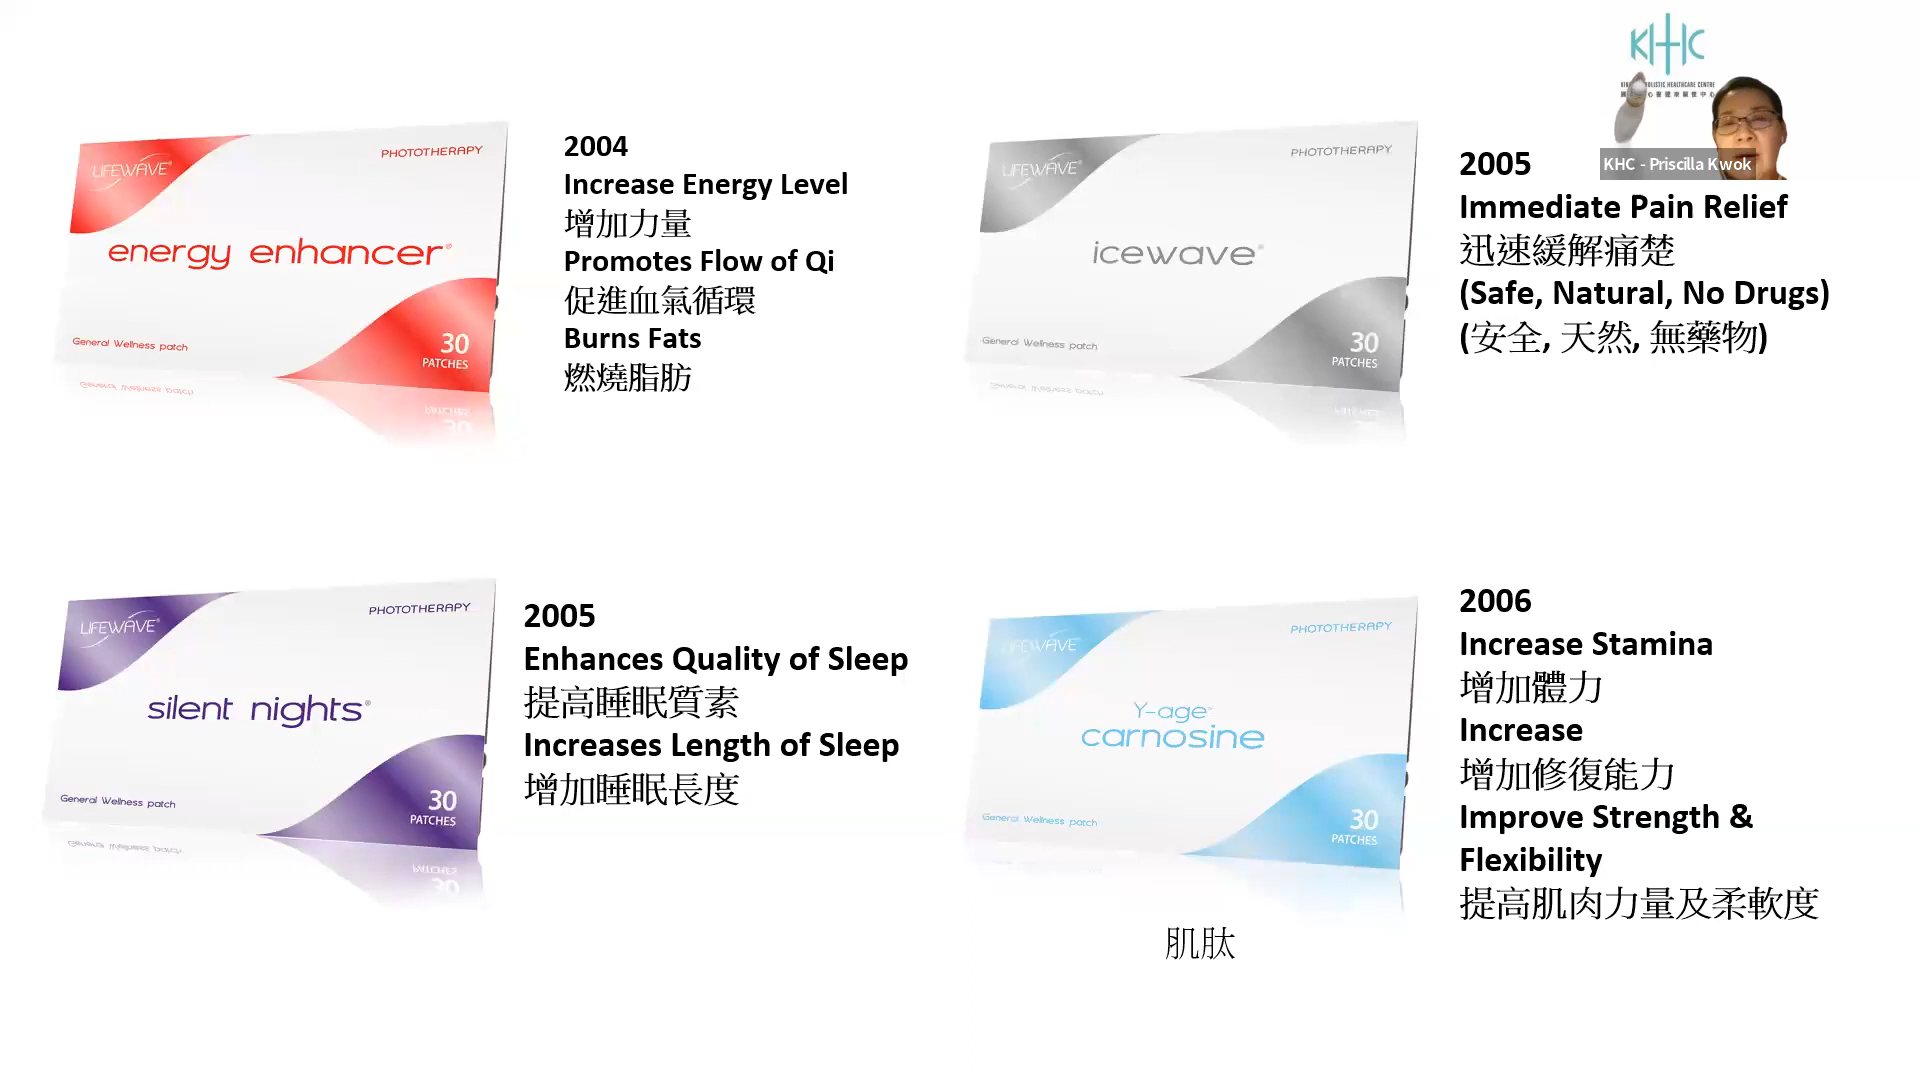 KHC
HOLISTIC HEALTHCARE CENTRE
KHC - Priscilla Kwok
LIFEWAVE®
PHOTOTHERAPY
energy enhancer®
General Wellness patch
30
PATCHES
2004
Increase Energy Level
增加力量
Promotes Flow of Qi
促進血氣循環
Burns Fats
燃燒脂肪
LIFEWAVE®
PHOTOTHERAPY
icewave®
General Wellness patch
30
PATCHES
2005
Immediate Pain Relief
迅速緩解痛楚
(Safe, Natural, No Drugs)
(安全, 天然, 無藥物)
LIFEWAVE®
PHOTOTHERAPY
silent nights®
General Wellness patch
30
PATCHES
2005
Enhances Quality of Sleep
提高睡眠質素
Increases Length of Sleep
增加睡眠長度
LIFEWAVE®
PHOTOTHERAPY
Y-age™
carnosine
General Wellness patch
30
PATCHES
肌肽
2006
Increase Stamina
增加體力
Increase
增加修復能力
Improve Strength &
Flexibility
提高肌肉力量及柔軟度